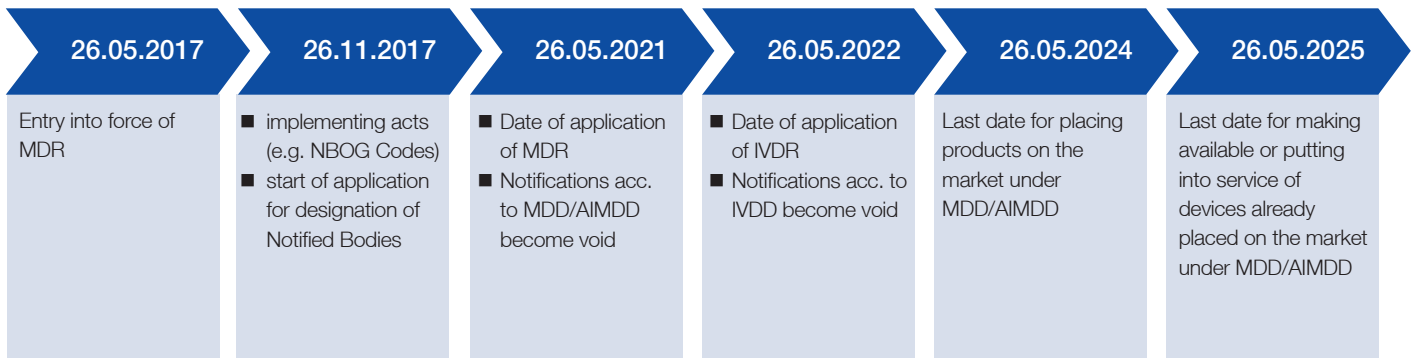 26.05.2017
Entry into force of
MDR
26.11.2017
■ implementing acts
(e.g. NBOG Codes)
■ start of application
for designation of
Notified Bodies
26.05.2021
■ Date of application
of MDR
■ Notifications acc.
to MDD/AIMDD
become void
26.05.2022
■ Date of application
of IVDR
■ Notifications acc. to
IVDD become void
26.05.2024
Last date for placing
products on the
market under
MDD/AIMDD
26.05.2025
Last date for making
available or putting
into service of
devices already
placed on the market
under MDD/AIMDD